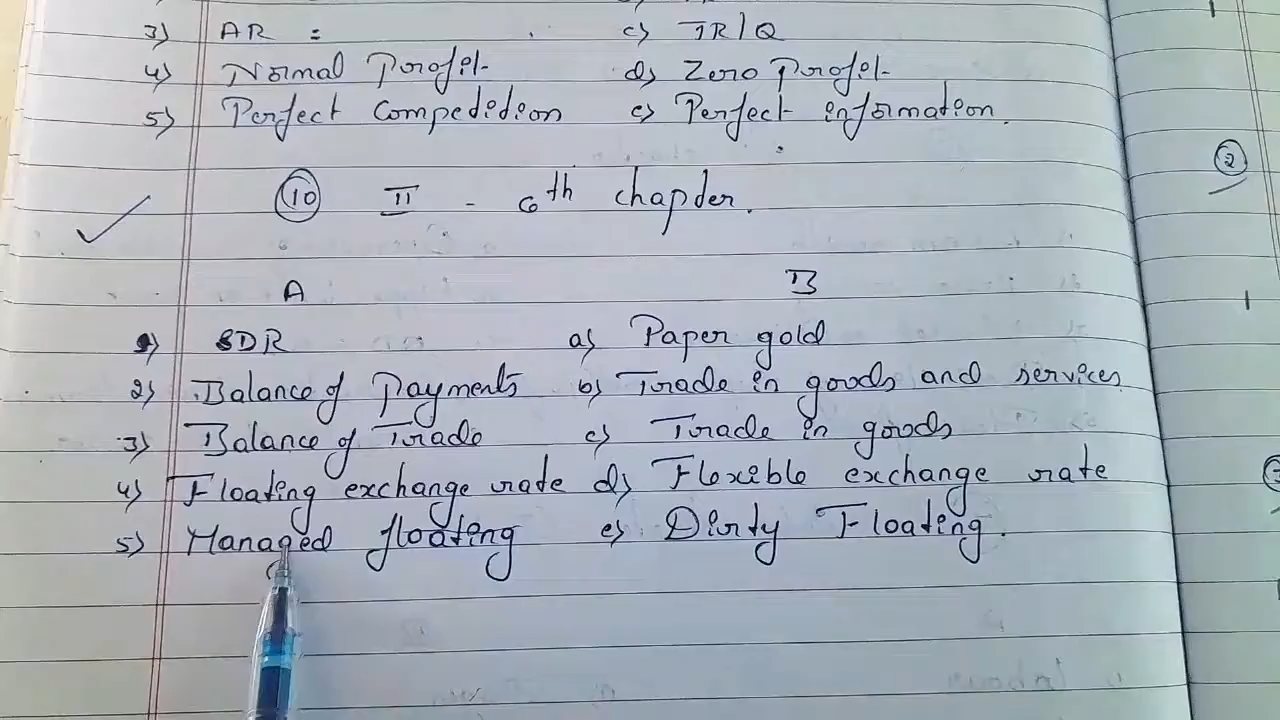 3) AR = c) TR/Q
4) Normal Profit d) Zero Profit
5) Perfect Competition e) Perfect information.
10 II - 6th chapter.
A B
1) SDR a) Paper gold
2) Balance of Payments b) Trade in goods and services
3) Balance of Trade c) Trade in goods
4) Floating exchange rate d) Flexible exchange rate
5) Managed floating e) Dirty Floating.
2